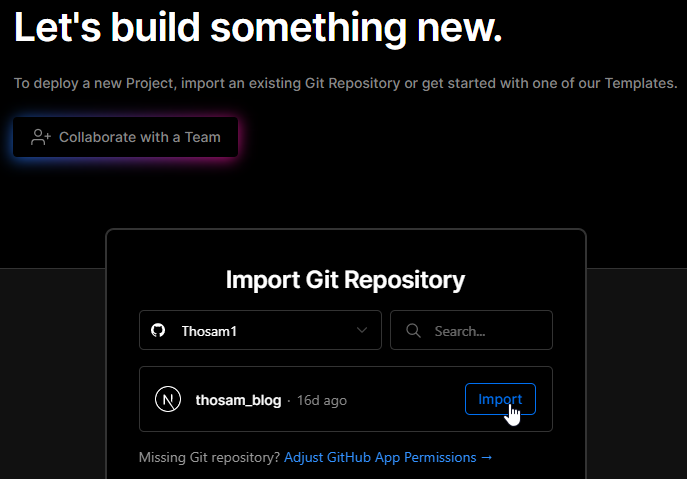 Let's build something new.
To deploy a new Project, import an existing Git Repository or get started with one of our Templates.
Collaborate with a Team
Import Git Repository
Thosam1
Search...
N
thosam_blog · 16d ago
Import
Missing Git repository? Adjust GitHub App Permissions →